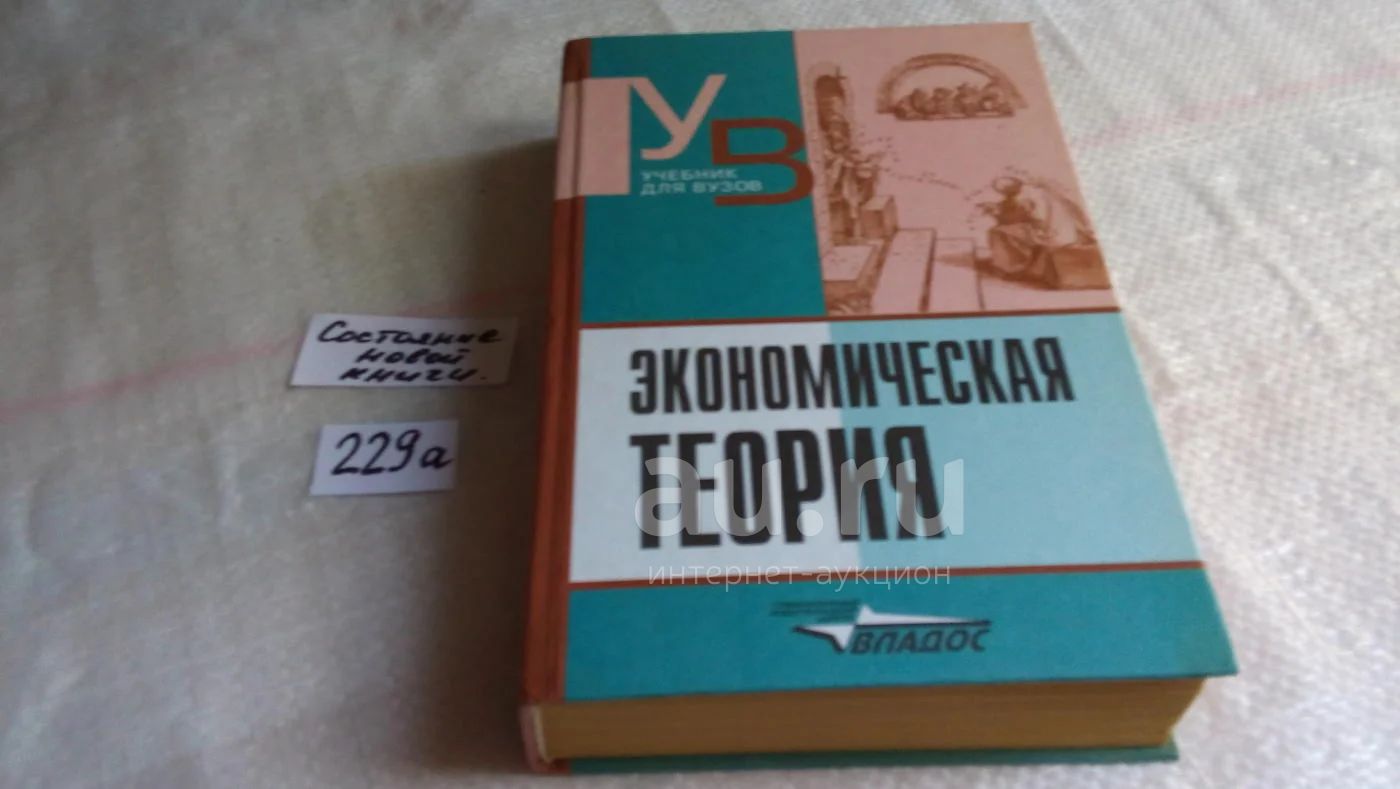 УВ
УЧЕБНИК
ДЛЯ ВУЗОВ
Состояние
новой
книги.
229а
ЭКОНОМИЧЕСКАЯ
ТЕОРИЯ
au.ru
интернет-аукцион
ВЛАДОС